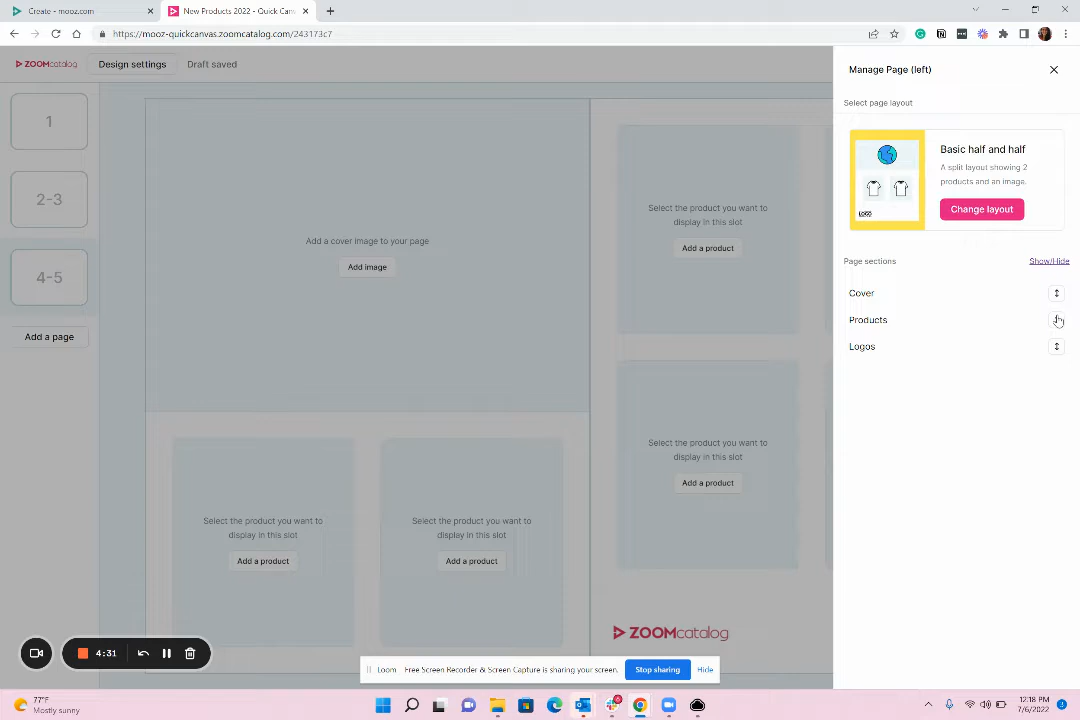 Create - mooz.com
New Products 2022 - Quick Canv
https://mooz-quickcanvas.zoomcatalog.com/243173c7
ZOOMcatalog
Design settings
Draft saved
1
2-3
4-5
Add a page
Add a cover image to your page
Add image
Select the product you want to
display in this slot
Add a product
Select the product you want to
display in this slot
Add a product
Select the product you want to
display in this slot
Add a product
Select the product you want to
display in this slot
Add a product
ZOOMcatalog
Manage Page (left)
Select page layout
LOGO
Basic half and half
A split layout showing 2
products and an image.
Change layout
Page sections
Show/Hide
Cover
Products
Logos
4:31
Loom - Free Screen Recorder & Screen Capture is sharing your screen.
Stop sharing
Hide
77°F
Mostly sunny
12:18 PM
7/6/2022